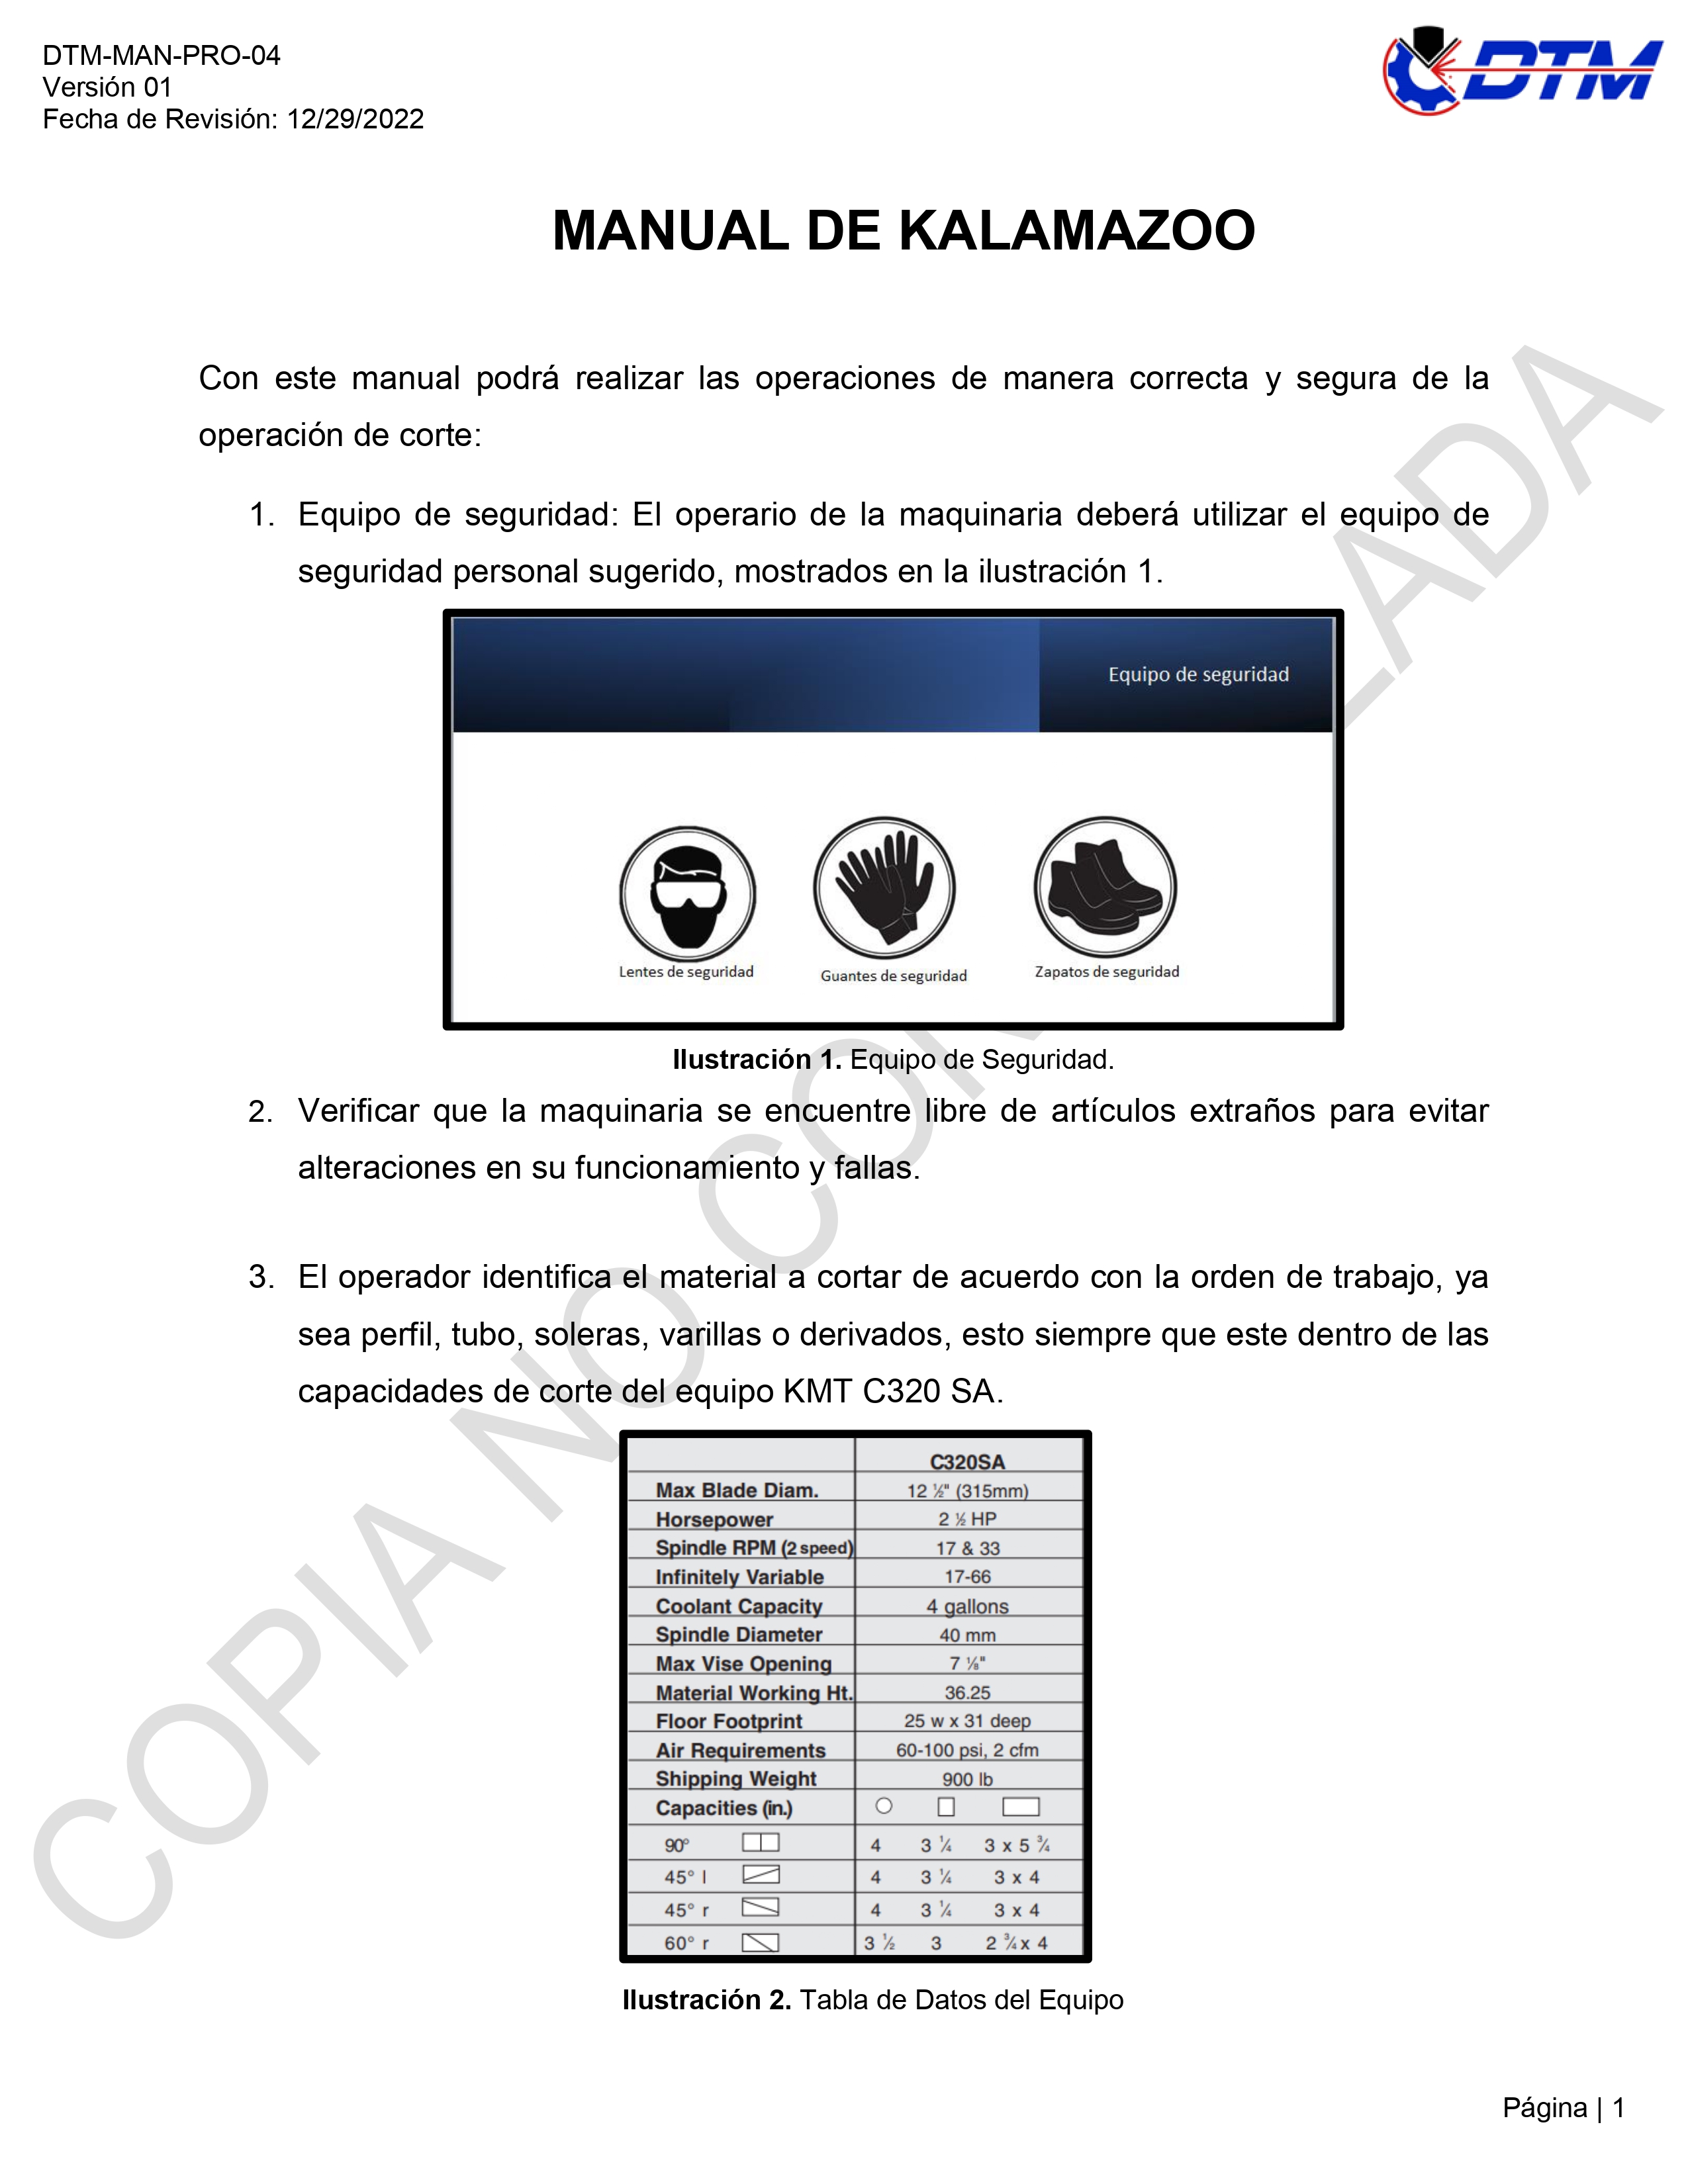 DTM-MAN-PRO-04
Versión 01
Fecha de Revisión: 12/29/2022
DTM
MANUAL DE KALAMAZOO
Con este manual podrá realizar las operaciones de manera correcta y segura de la
operación de corte:
1. Equipo de seguridad: El operario de la maquinaria deberá utilizar el equipo de
seguridad personal sugerido, mostrados en la ilustración 1.
Equipo de seguridad
Lentes de seguridad Guantes de seguridad Zapatos de seguridad
Ilustración 1. Equipo de Seguridad.
2. Verificar que la maquinaria se encuentre libre de artículos extraños para evitar
alteraciones en su funcionamiento y fallas.
3. El operador identifica el material a cortar de acuerdo con la orden de trabajo, ya
sea perfil, tubo, soleras, varillas o derivados, esto siempre que este dentro de las
capacidades de corte del equipo KMT C320 SA.
C320SA
Max Blade Diam. 12 ½" (315mm)
Horsepower 2 ½ HP
Spindle RPM (2 speed) 17 & 33
Infinitely Variable 17-66
Coolant Capacity 4 gallons
Spindle Diameter 40 mm
Max Vise Opening 7 ⅛"
Material Working Ht. 36.25
Floor Footprint 25 w x 31 deep
Air Requirements 60-100 psi, 2 cfm
Shipping Weight 900 lb
Capacities (in.)
90° 4 3 ¼ 3 x 5 ¾
45° l 4 3 ¼ 3 x 4
45° r 4 3 ¼ 3 x 4
60° r 3 ½ 3 2 ¾ x 4
Ilustración 2. Tabla de Datos del Equipo
Página | 1
COPIA NO CON LADA